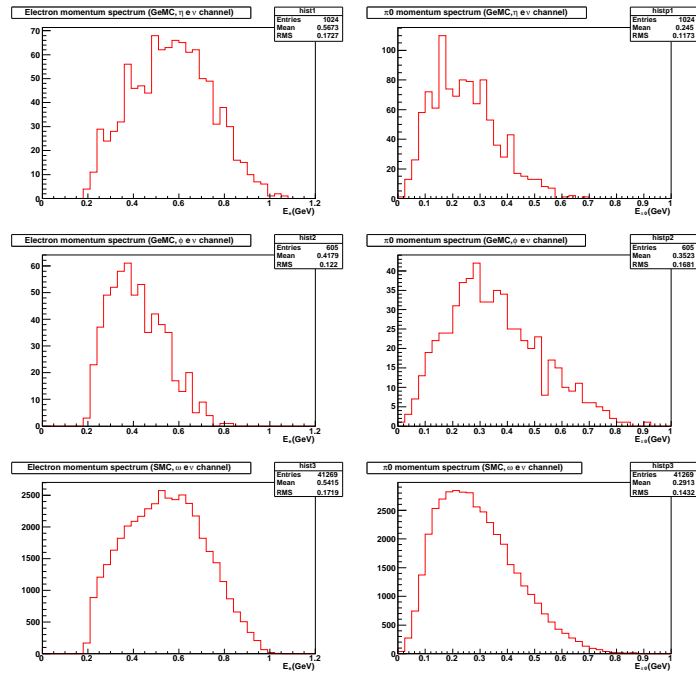 Electron momentum spectrum (GeMC, η e ν channel)
hist1
Entries 1024
Mean 0.5673
RMS 0.1727
70
60
50
40
30
20
10
0
0 0.2 0.4 0.6 0.8 1 1.2
E_e(GeV)
π0 momentum spectrum (GeMC, η e ν channel)
histp1
Entries 1024
Mean 0.245
RMS 0.1173
100
80
60
40
20
0
0 0.1 0.2 0.3 0.4 0.5 0.6 0.7 0.8 0.9 1
E_π0(GeV)
Electron momentum spectrum (GeMC, ϕ e ν channel)
hist2
Entries 605
Mean 0.4179
RMS 0.122
60
50
40
30
20
10
0
0 0.2 0.4 0.6 0.8 1 1.2
E_e(GeV)
π0 momentum spectrum (GeMC, ϕ e ν channel)
histp2
Entries 605
Mean 0.3523
RMS 0.1681
40
35
30
25
20
15
10
5
0
0 0.1 0.2 0.3 0.4 0.5 0.6 0.7 0.8 0.9 1
E_π0(GeV)
Electron momentum spectrum (SMC, ω e ν channel)
hist3
Entries 41269
Mean 0.5415
RMS 0.1719
2500
2000
1500
1000
500
0
0 0.2 0.4 0.6 0.8 1 1.2
E_e(GeV)
π0 momentum spectrum (SMC, ω e ν channel)
histp3
Entries 41269
Mean 0.2913
RMS 0.1432
2500
2000
1500
1000
500
0
0 0.1 0.2 0.3 0.4 0.5 0.6 0.7 0.8 0.9 1
E_π0(GeV)